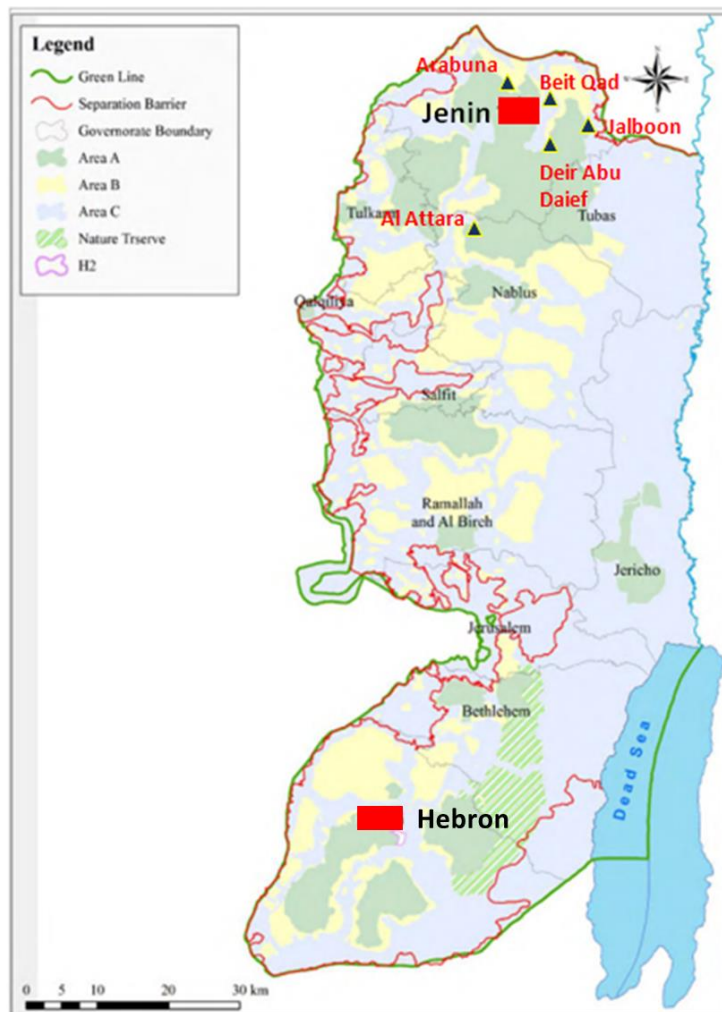 Legend
Green Line
Separation Barrier
Governorate Boundary
Area A
Area B
Area C
Nature Trserve
H2
Arabuna
Beit Qad
Jenin
Jalboon
Deir Abu
Daief
Tulkarm
Al Attara
Tubas
Qalqiliya
Nablus
Salfit
Ramallah
and Al Birch
Jericho
Jerusalem
Bethlehem
Dead Sea
Hebron
0 5 10 20 30 km